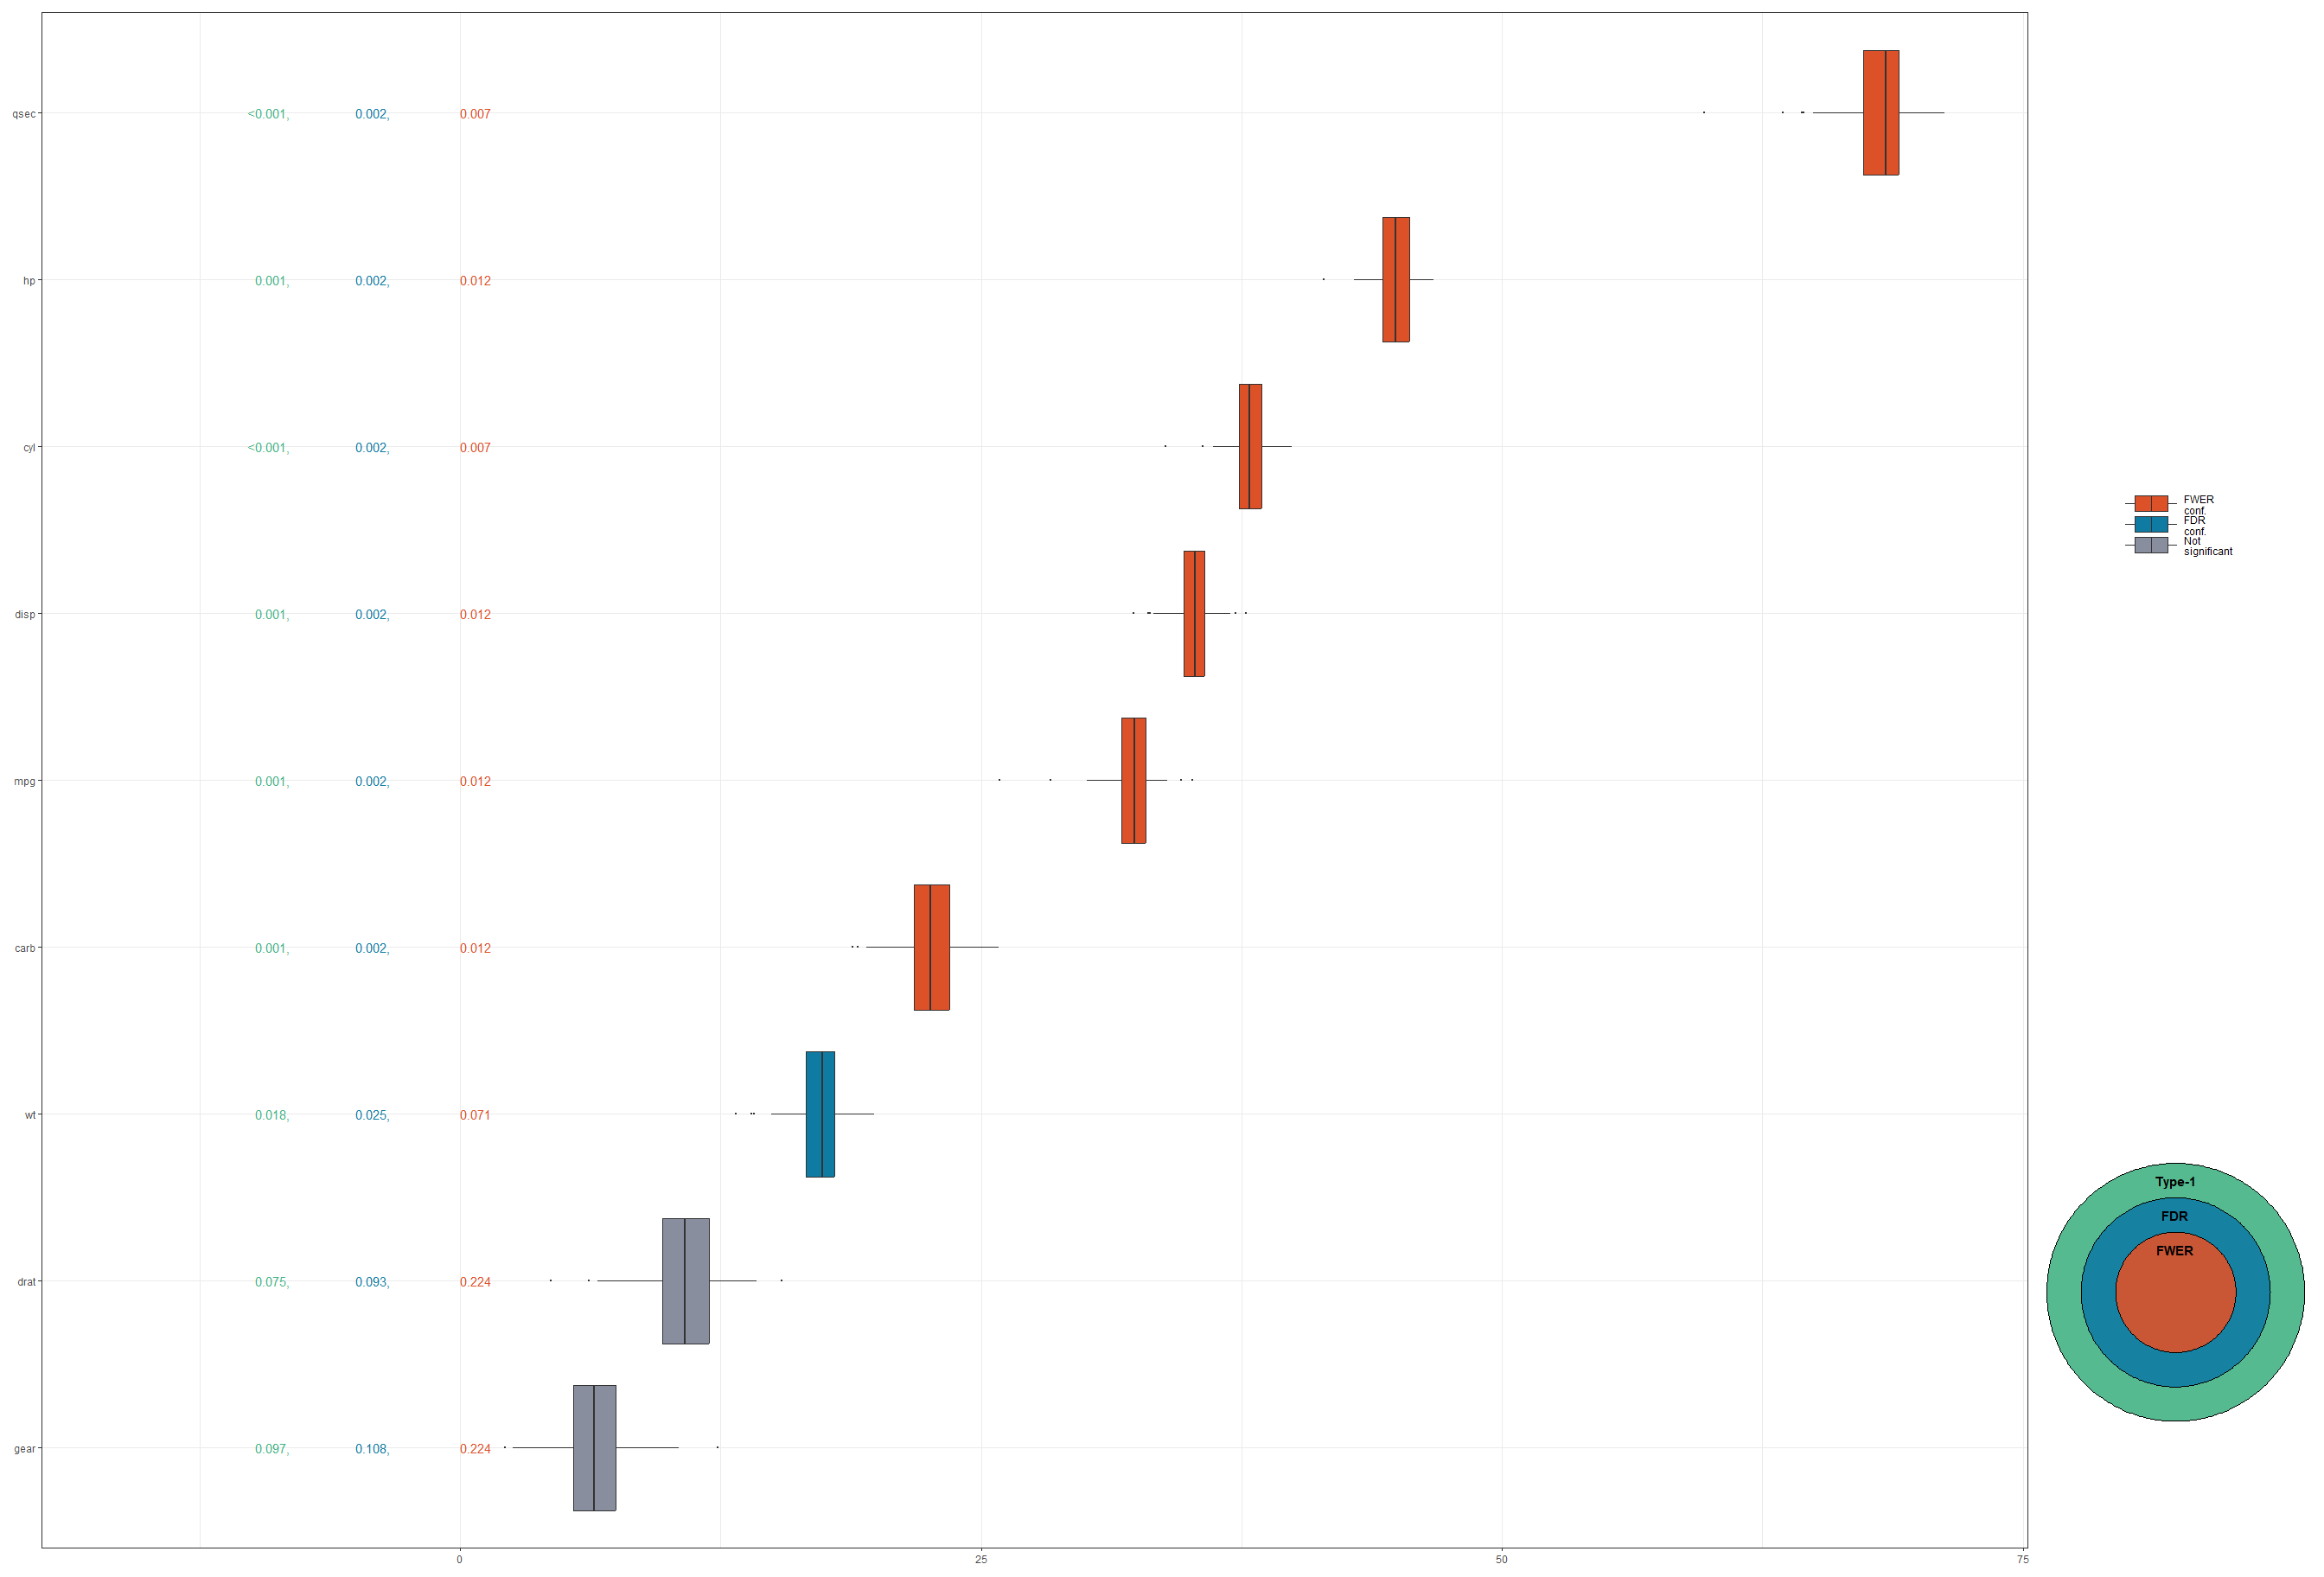 qsec <0.001, 0.002, 0.007
hp 0.001, 0.002, 0.012
cyl <0.001, 0.002, 0.007
FWER
conf.
FDR
conf.
Not
significant
disp 0.001, 0.002, 0.012
mpg 0.001, 0.002, 0.012
carb 0.001, 0.002, 0.012
wt 0.018, 0.025, 0.071
Type-1
FDR
FWER
drat 0.075, 0.093, 0.224
gear 0.097, 0.108, 0.224
0 25 50 75